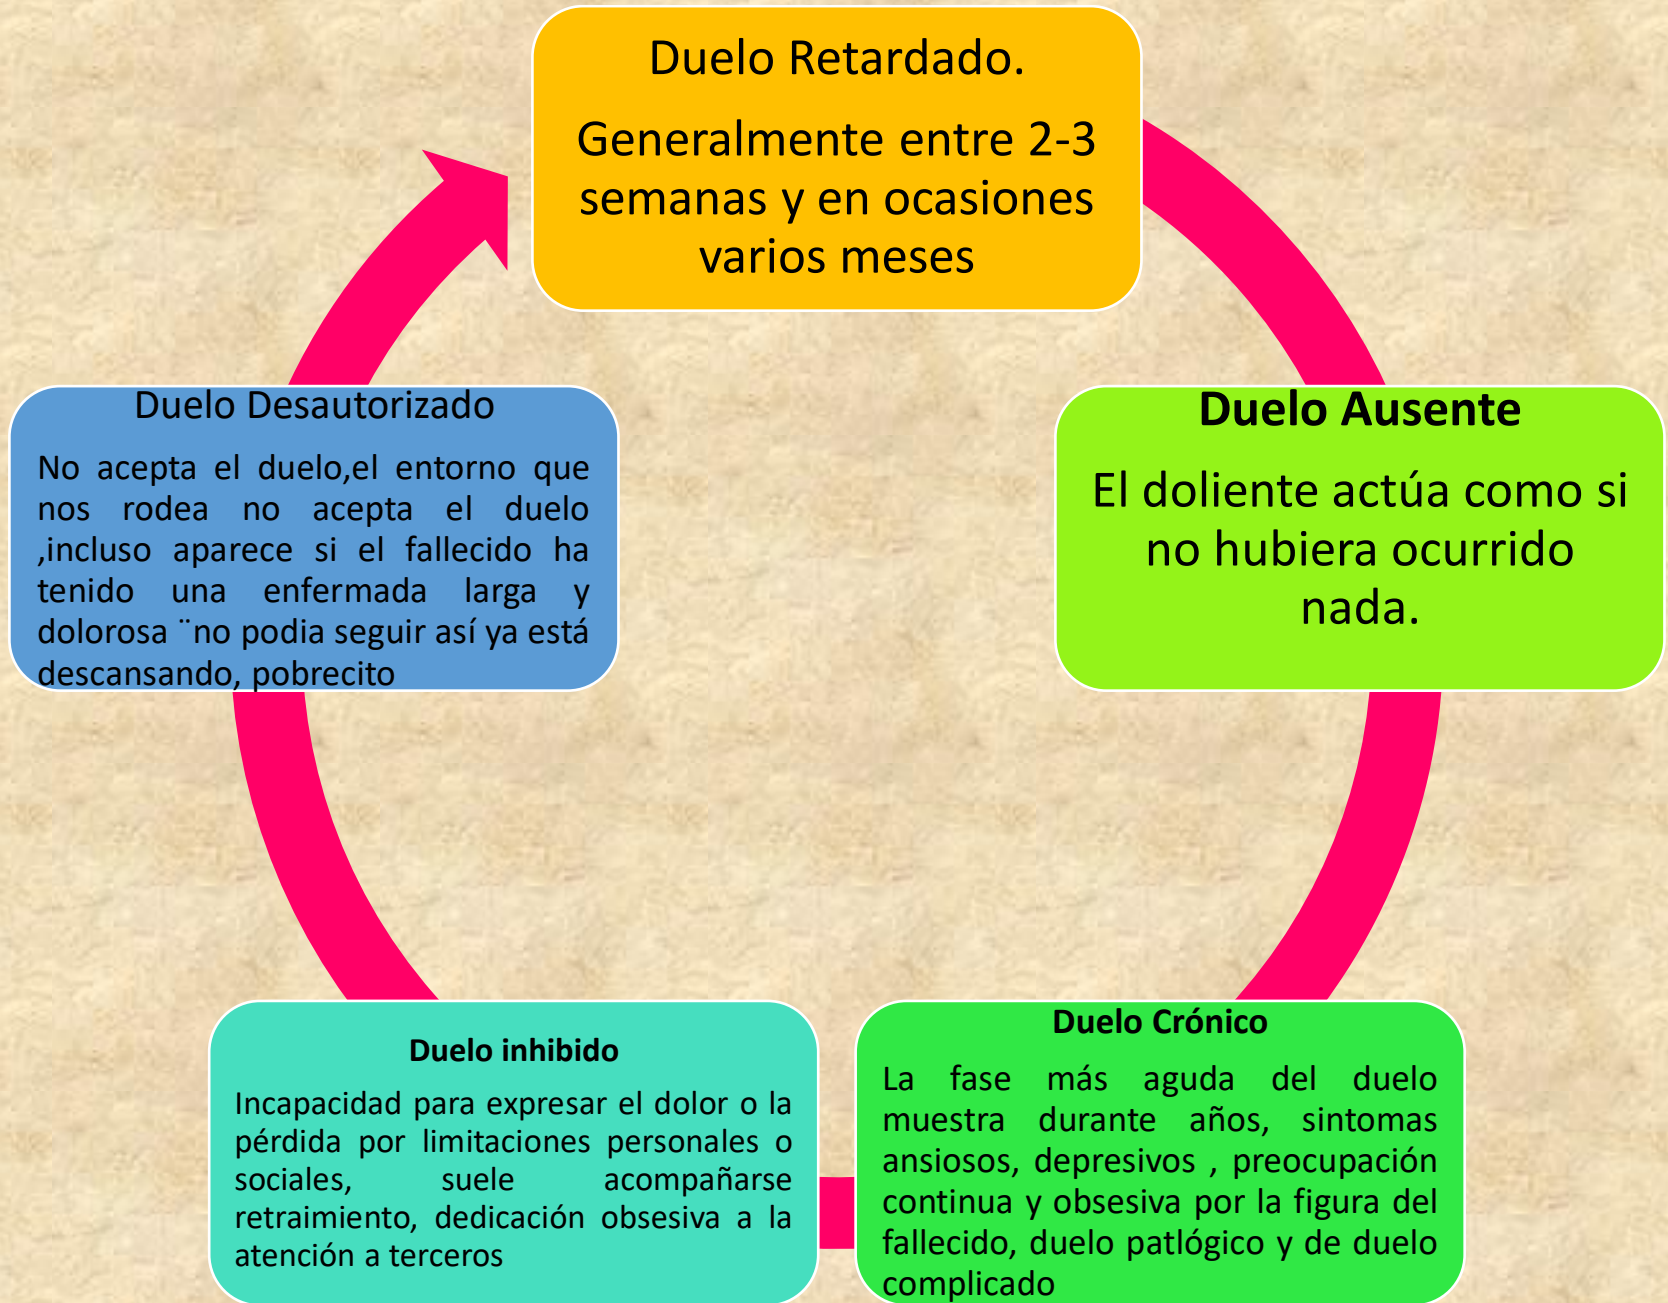 Duelo Retardado.
Generalmente entre 2-3
semanas y en ocasiones
varios meses
Duelo Ausente
El doliente actúa como si
no hubiera ocurrido
nada.
Duelo Crónico
La fase más aguda del duelo
muestra durante años, sintomas
ansiosos, depresivos , preocupación
continua y obsesiva por la figura del
fallecido, duelo patlógico y de duelo
complicado
Duelo inhibido
Incapacidad para expresar el dolor o la
pérdida por limitaciones personales o
sociales, suele acompañarse
retraimiento, dedicación obsesiva a la
atención a terceros
Duelo Desautorizado
No acepta el duelo,el entorno que
nos rodea no acepta el duelo
,incluso aparece si el fallecido ha
tenido una enfermada larga y
dolorosa ¨no podia seguir así ya está
descansando, pobrecito